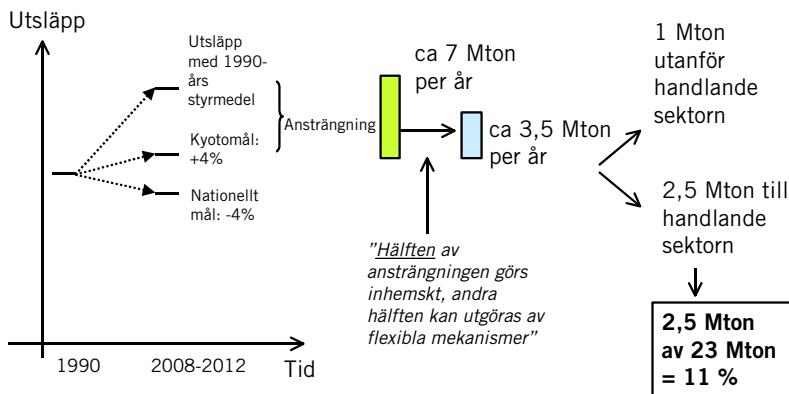 Utsläpp
Utsläpp
med 1990-
års
styrmedel
Kyotomål:
+4%
Nationellt
mål: -4%
Ansträngning
ca 7 Mton
per år
ca 3,5 Mton
per år
1 Mton
utanför
handlande
sektorn
2,5 Mton till
handlande
sektorn
"Hälften av
ansträngningen görs
inhemskt, andra
hälften kan utgöras av
flexibla mekanismer"
2,5 Mton
av 23 Mton
= 11 %
1990
2008-2012
Tid